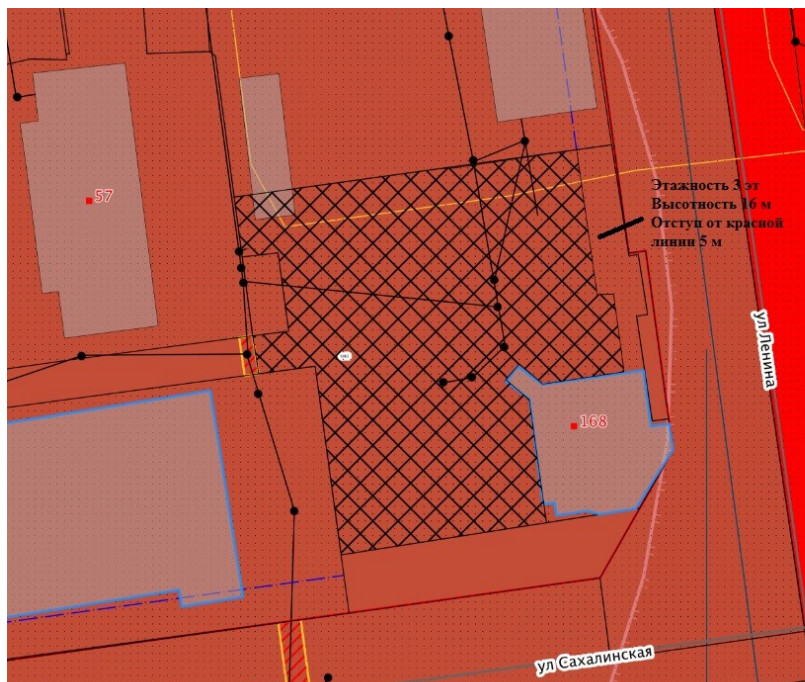 57
Этажность 3 эт
Высотность 16 м
Отступ от красной
линии 5 м
ул Ленина
168
ул Сахалинская